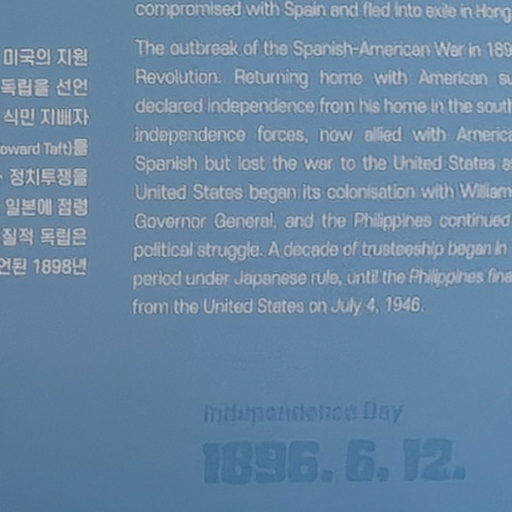 미국의 지원
독립을 선언
식민 지배자
oward Taft)를
정치투쟁을
일본에 점령
질적 독립은
언된 1898년
compromised with Spain and fled into exile in Hong
The outbreak of the Spanish-American War in 189
Revolution. Returning home with American su
declared independence from his home in the south
independence forces, now allied with America
Spanish but lost the war to the United States a
United States began its colonisation with William
Governor General, and the Philippines continued
political struggle. A decade of trusteeship began in
period under Japanese rule, until the Philippines fina
from the United States on July 4, 1946.
Independence Day
1896. 6. 12.